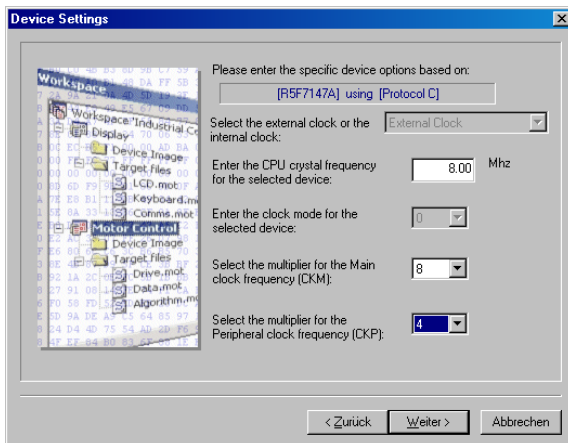 Device Settings
Please enter the specific device options based on:
[R5F7147A] using [Protocol C]
Select the external clock or the
internal clock:
External Clock
Enter the CPU crystal frequency
for the selected device:
8.00
Mhz
Enter the clock mode for the
selected device:
0
Select the multiplier for the Main
clock frequency (CKM):
8
Select the multiplier for the
Peripheral clock frequency (CKP):
4
Workspace
Workspace 'Industrial Co
Display
Device Image
Target files
LCD.mot
Keyboard.m
Comms.mot
Motor Control
Device Image
Target files
Drive.mot
Data.mot
Algorithm.m
< Zurück
Weiter >
Abbrechen